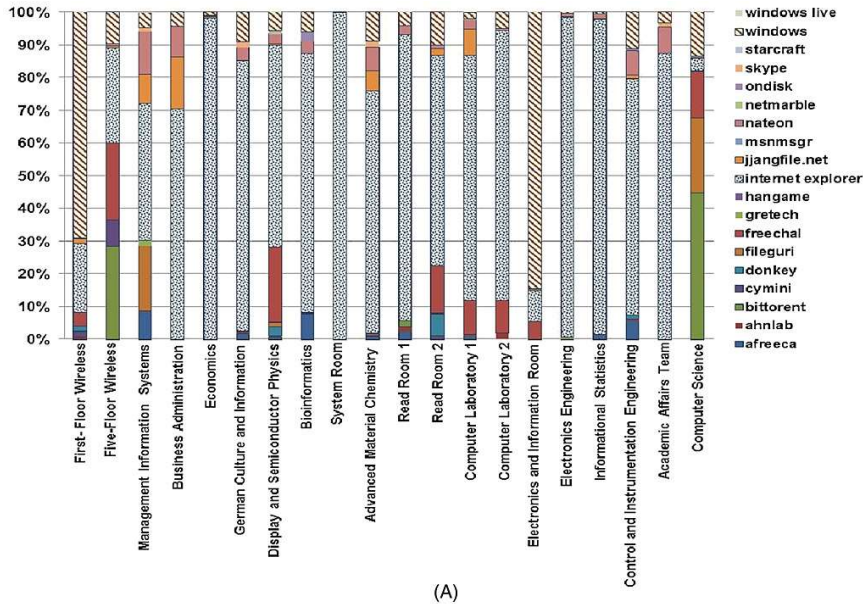 100%
90%
80%
70%
60%
50%
40%
30%
20%
10%
0%
First- Floor Wireless
Five-Floor Wireless
Management Information Systems
Business Administration
Economics
German Culture and Information
Display and Semiconductor Physics
Bioinformatics
System Room
Advanced Material Chemistry
Read Room 1
Read Room 2
Computer Laboratory 1
Computer Laboratory 2
Electronics and Information Room
Electronics Engineering
Informational Statistics
Control and Instrumentation Engineering
Academic Affairs Team
Computer Science
windows live
windows
starcraft
skype
ondisk
netmarble
nateon
msnmsgr
jjangfile.net
internet explorer
hangame
gretech
freechal
fileguri
donkey
cymini
bittorent
ahnlab
afreeca
(A)